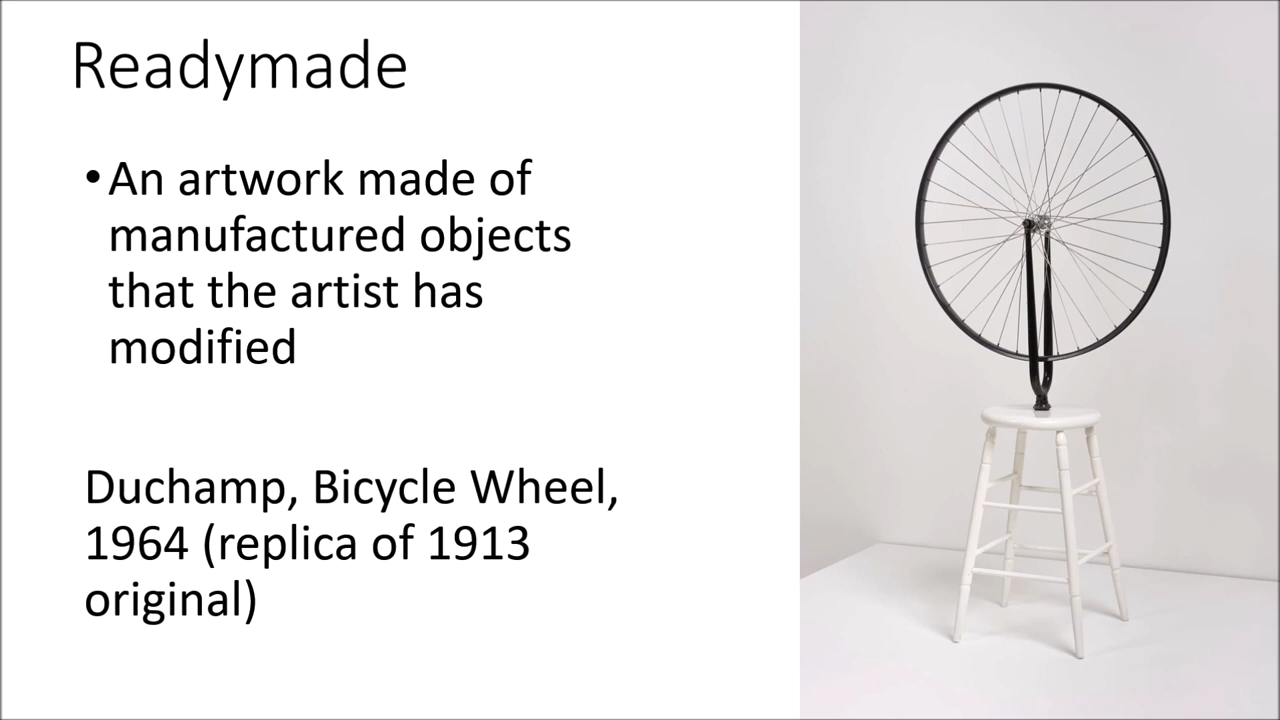 Readymade
•An artwork made of
manufactured objects
that the artist has
modified
Duchamp, Bicycle Wheel,
1964 (replica of 1913
original)